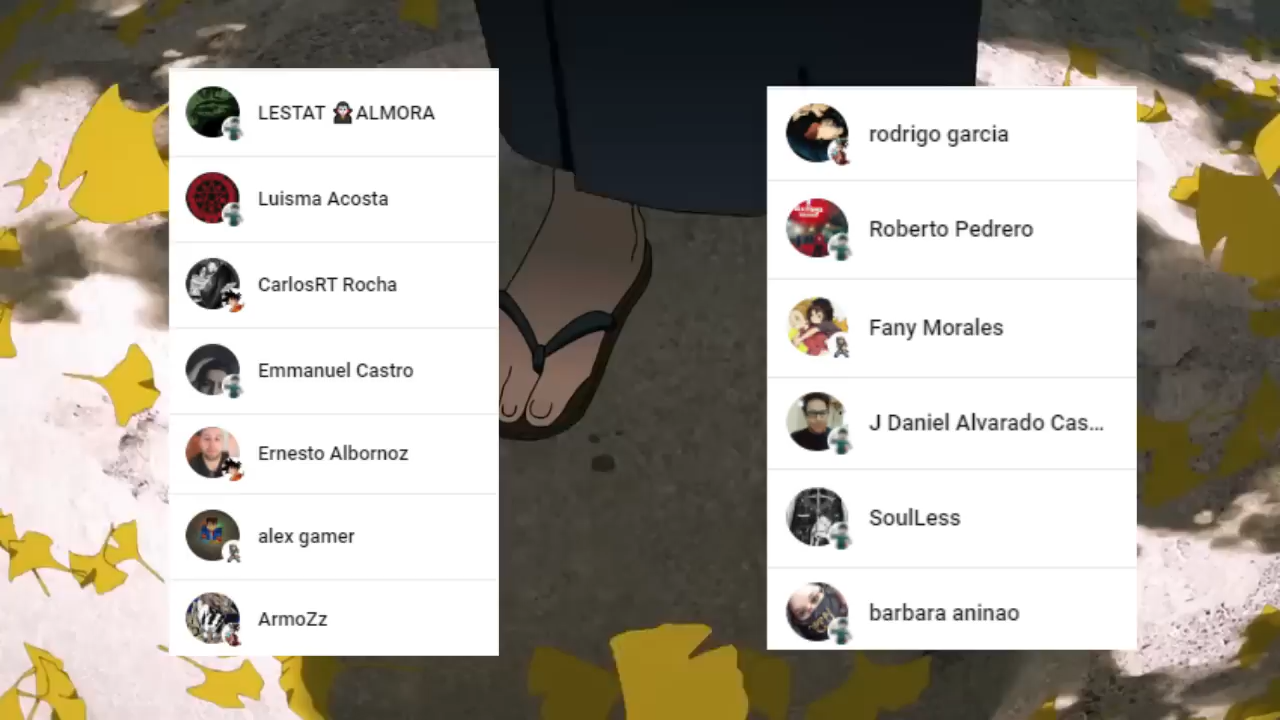 LESTAT 🧛🏻‍♂️ALMORA
Luisma Acosta
CarlosRT Rocha
Emmanuel Castro
Ernesto Albornoz
alex gamer
ArmoZz
rodrigo garcia
Roberto Pedrero
Fany Morales
J Daniel Alvarado Cas...
SoulLess
barbara aninao